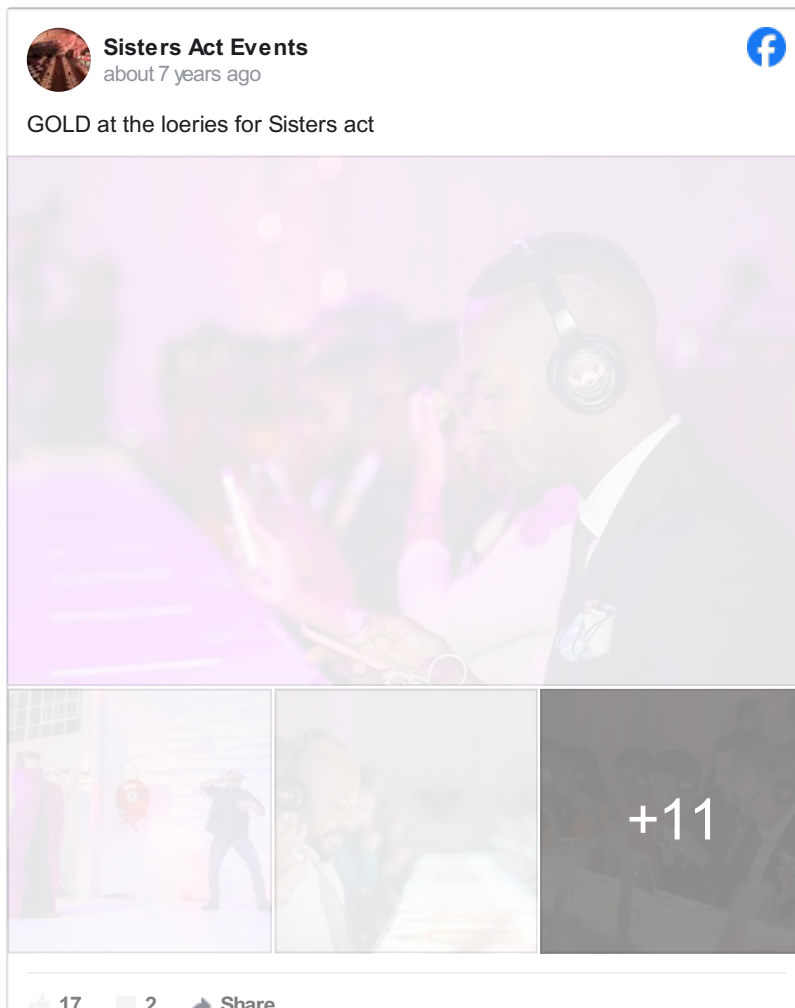 Sisters Act Events
about 7 years ago
GOLD at the loeries for Sisters act
+11
17 2 Share